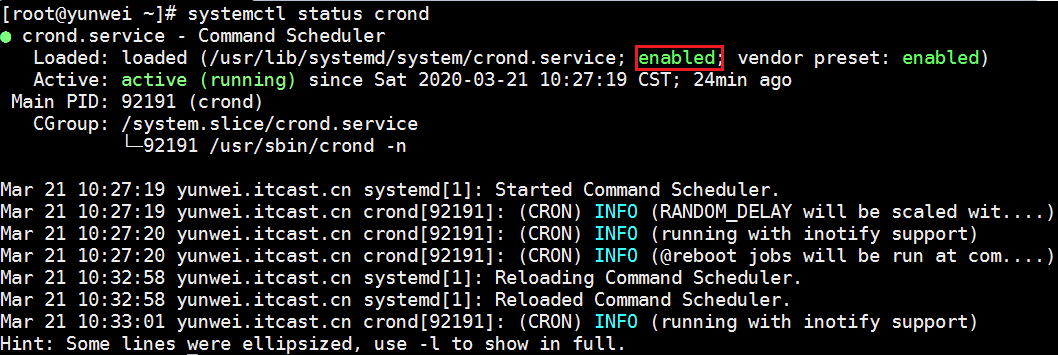 [root@yunwei ~]# systemctl status crond
● crond.service - Command Scheduler
   Loaded: loaded (/usr/lib/systemd/system/crond.service; enabled; vendor preset: enabled)
   Active: active (running) since Sat 2020-03-21 10:27:19 CST; 24min ago
 Main PID: 92191 (crond)
   CGroup: /system.slice/crond.service
           └─92191 /usr/sbin/crond -n

Mar 21 10:27:19 yunwei.itcast.cn systemd[1]: Started Command Scheduler.
Mar 21 10:27:19 yunwei.itcast.cn crond[92191]: (CRON) INFO (RANDOM_DELAY will be scaled wit....)
Mar 21 10:27:20 yunwei.itcast.cn crond[92191]: (CRON) INFO (running with inotify support)
Mar 21 10:27:20 yunwei.itcast.cn crond[92191]: (CRON) INFO (@reboot jobs will be run at com....)
Mar 21 10:32:58 yunwei.itcast.cn systemd[1]: Reloading Command Scheduler.
Mar 21 10:32:58 yunwei.itcast.cn systemd[1]: Reloaded Command Scheduler.
Mar 21 10:33:01 yunwei.itcast.cn crond[92191]: (CRON) INFO (running with inotify support)
Hint: Some lines were ellipsized, use -l to show in full.